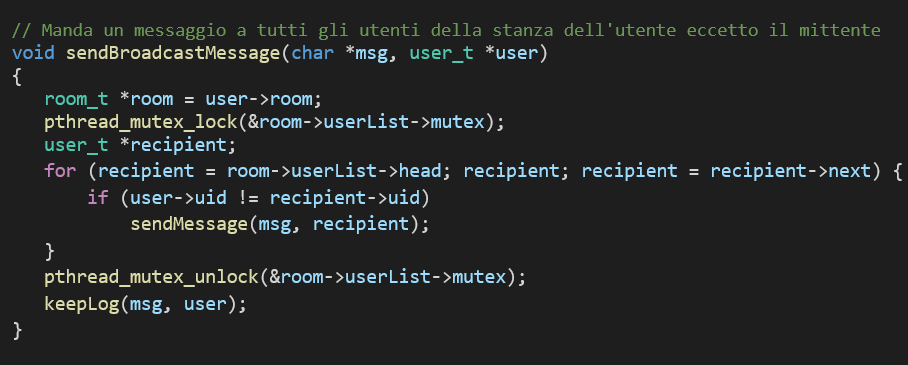 // Manda un messaggio a tutti gli utenti della stanza dell'utente eccetto il mittente
void sendBroadcastMessage(char *msg, user_t *user)
{
room_t *room = user->room;
pthread_mutex_lock(&room->userList->mutex);
user_t *recipient;
for (recipient = room->userList->head; recipient; recipient = recipient->next) {
if (user->uid != recipient->uid)
sendMessage(msg, recipient);
}
pthread_mutex_unlock(&room->userList->mutex);
keepLog(msg, user);
}